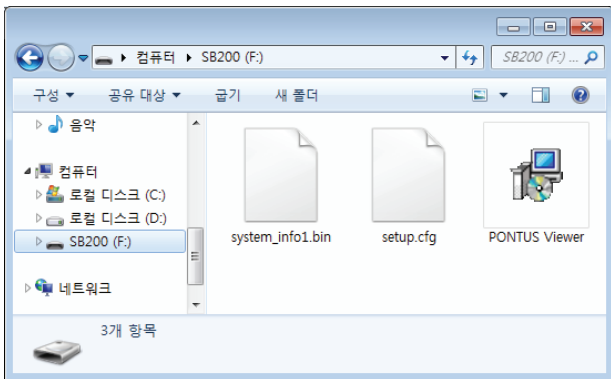 컴퓨터 SB200 (F:)
SB200 (F:) ...
구성 공유 대상 굽기 새 폴더
음악
컴퓨터
로컬 디스크 (C:)
로컬 디스크 (D:)
SB200 (F:)
네트워크
system_info1.bin setup.cfg PONTUS Viewer
3개 항목